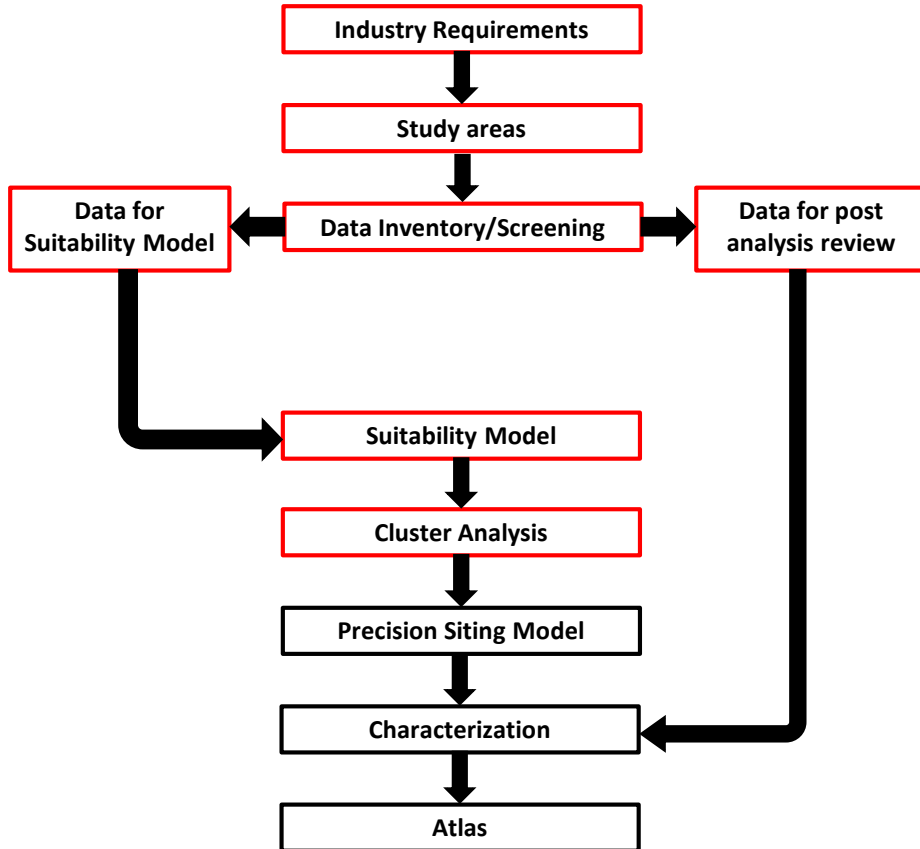 Industry Requirements
Study areas
Data for
Suitability Model
Data Inventory/Screening
Data for post
analysis review
Suitability Model
Cluster Analysis
Precision Siting Model
Characterization
Atlas